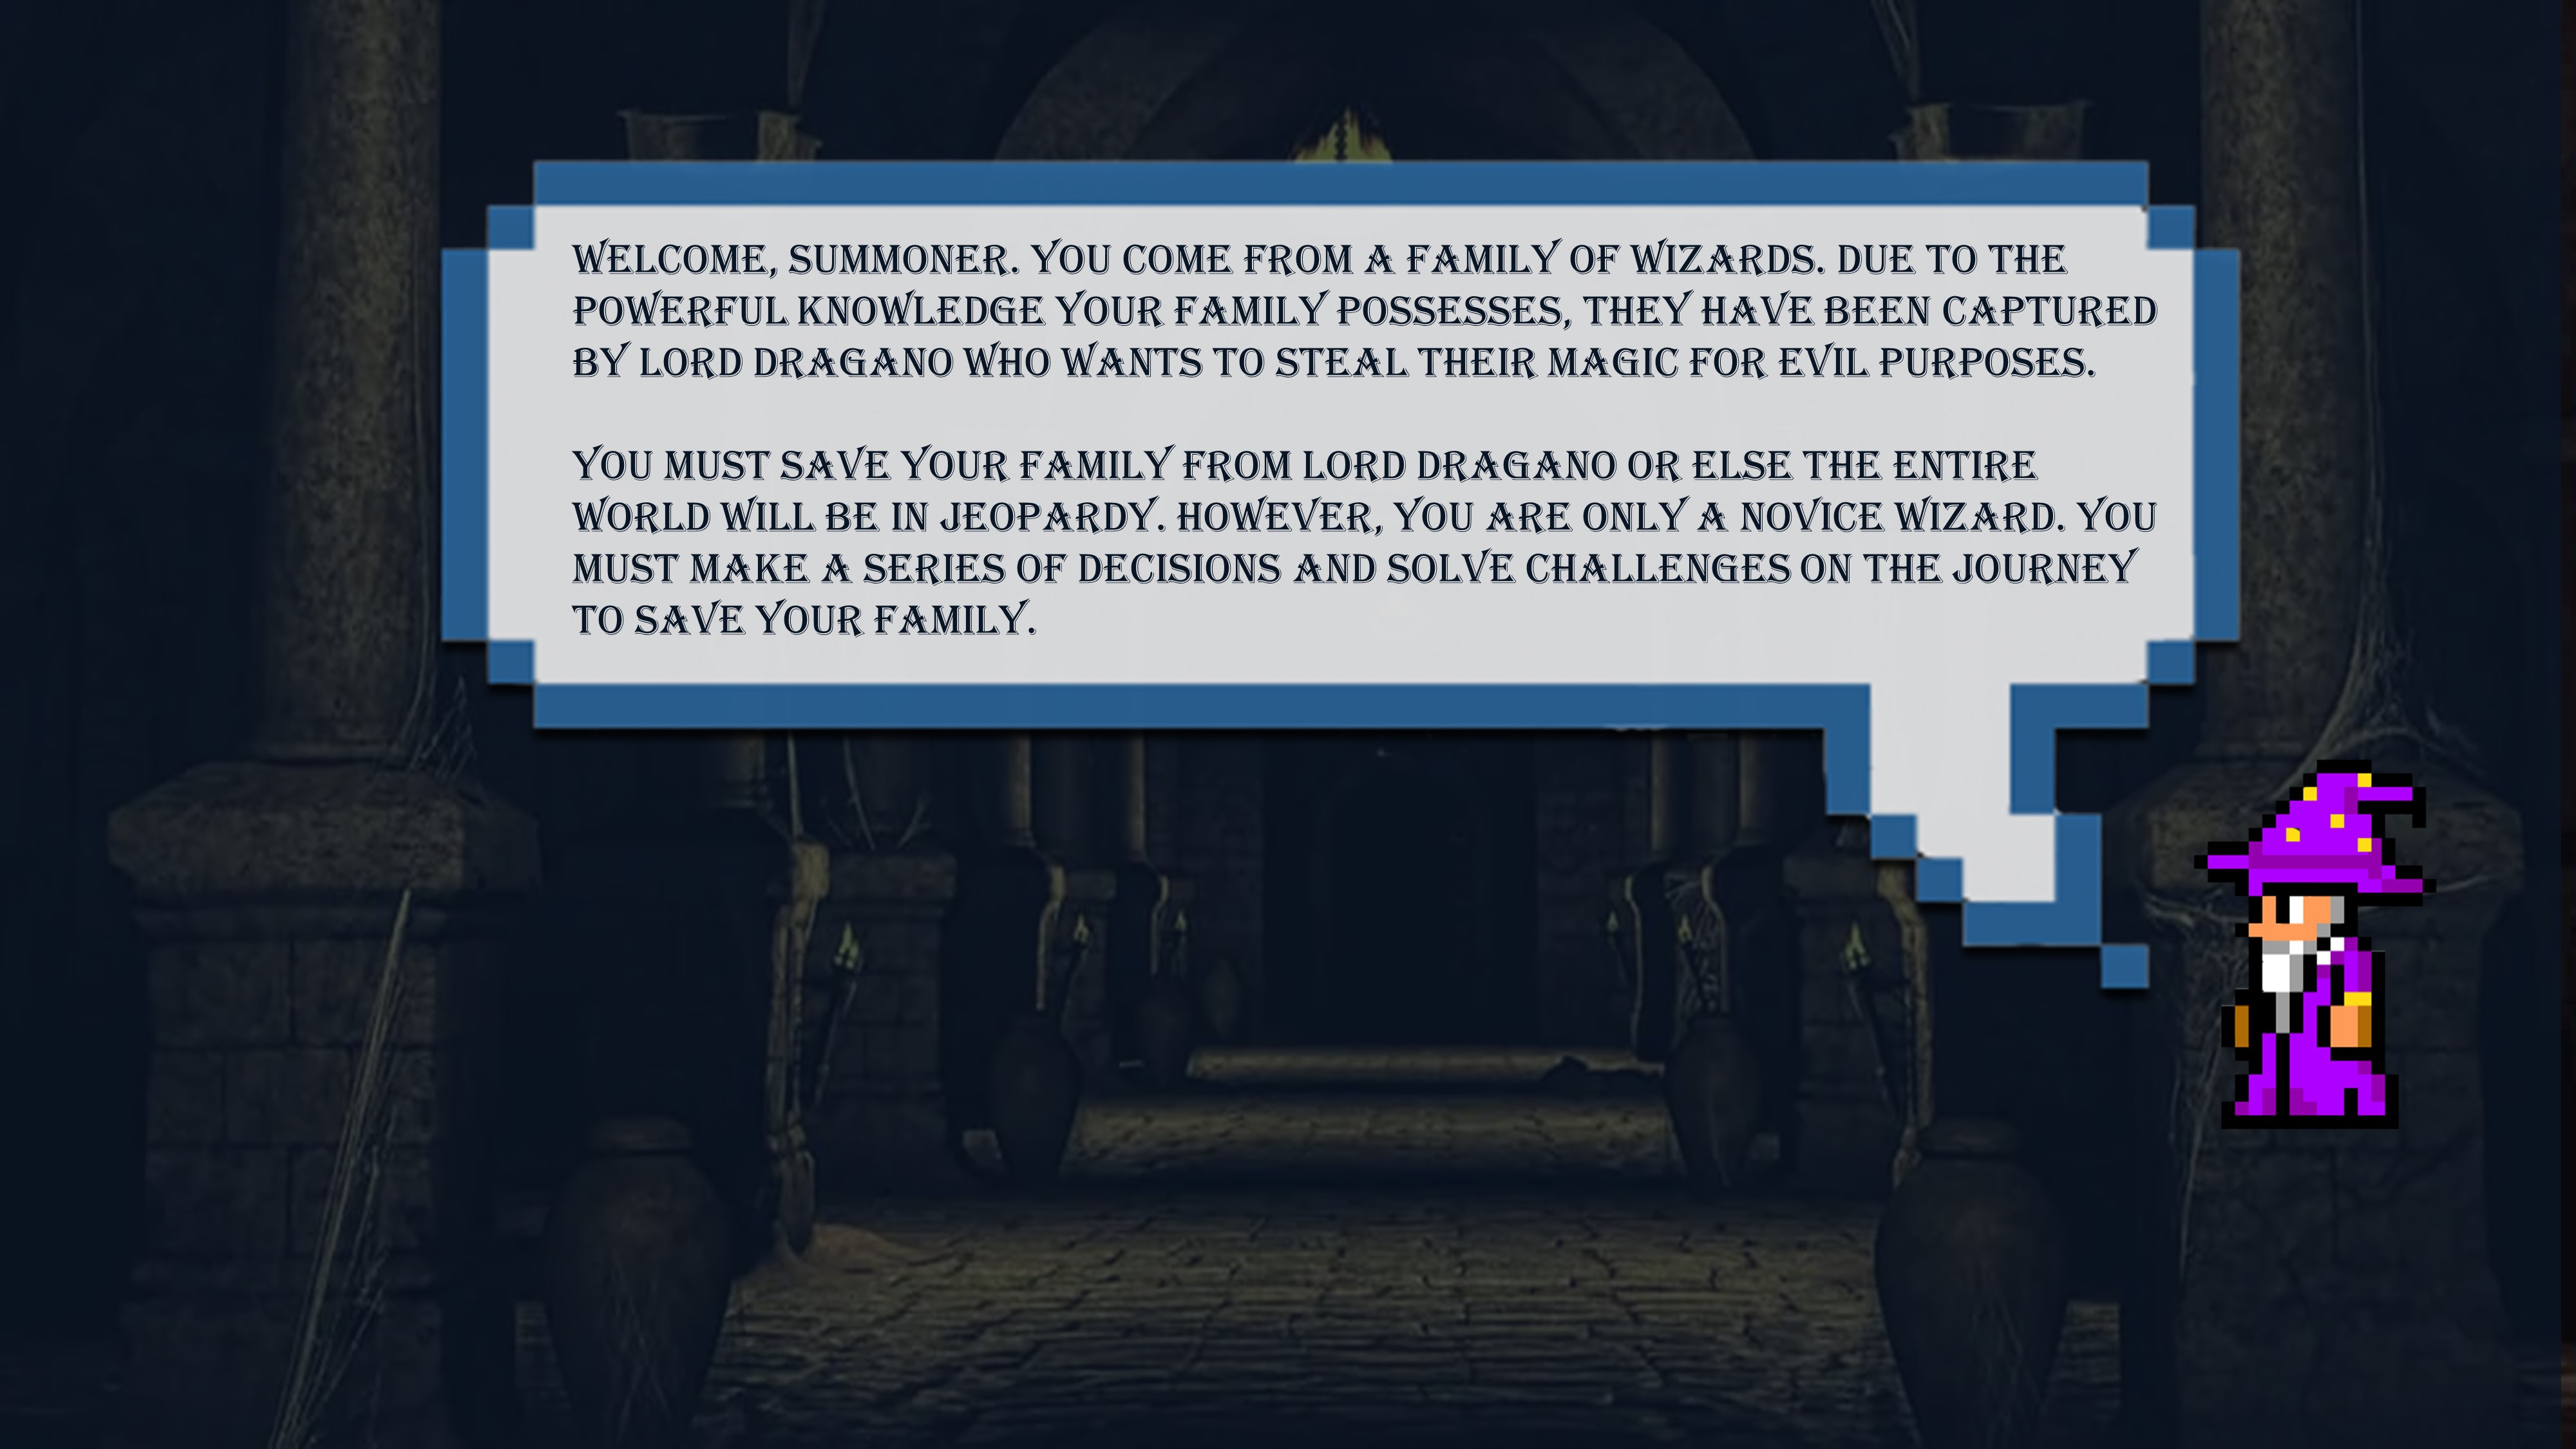 WELCOME, SUMMONER. YOU COME FROM A FAMILY OF WIZARDS. DUE TO THE
POWERFUL KNOWLEDGE YOUR FAMILY POSSESSES, THEY HAVE BEEN CAPTURED
BY LORD DRAGANO WHO WANTS TO STEAL THEIR MAGIC FOR EVIL PURPOSES.
YOU MUST SAVE YOUR FAMILY FROM LORD DRAGANO OR ELSE THE ENTIRE
WORLD WILL BE IN JEOPARDY. HOWEVER, YOU ARE ONLY A NOVICE WIZARD. YOU
MUST MAKE A SERIES OF DECISIONS AND SOLVE CHALLENGES ON THE JOURNEY
TO SAVE YOUR FAMILY.